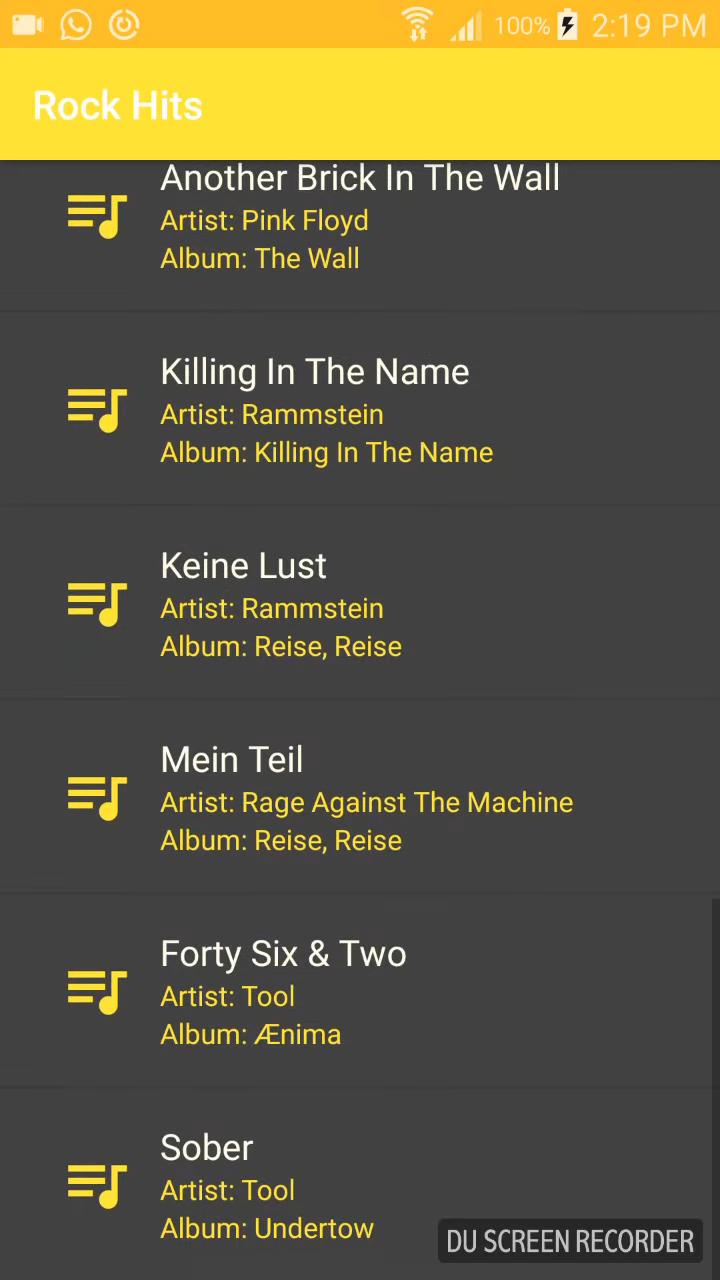 100% 2:19 PM
Rock Hits
Another Brick In The Wall
Artist: Pink Floyd
Album: The Wall
Killing In The Name
Artist: Rammstein
Album: Killing In The Name
Keine Lust
Artist: Rammstein
Album: Reise, Reise
Mein Teil
Artist: Rage Against The Machine
Album: Reise, Reise
Forty Six & Two
Artist: Tool
Album: Ænima
Sober
Artist: Tool
Album: Undertow
DU SCREEN RECORDER